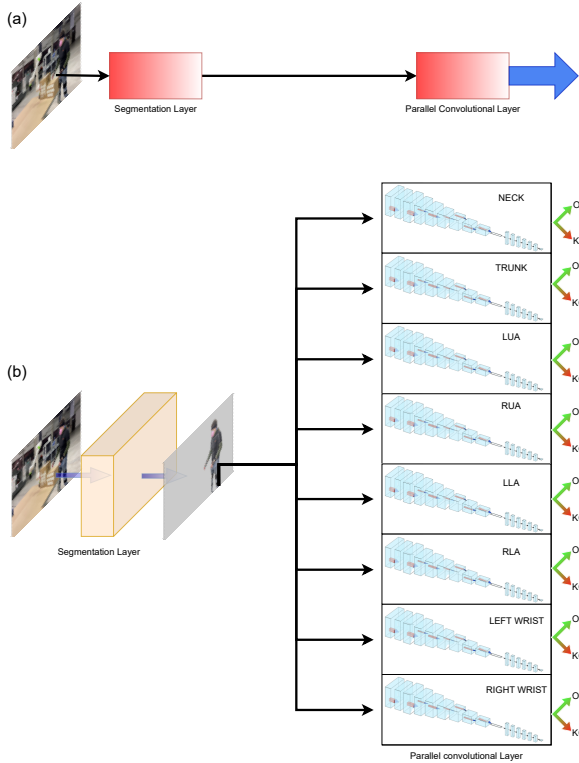 (a)
Segmentation Layer
Parallel Convolutional Layer
NECK
O
K
TRUNK
O
K
LUA
O
K
(b)
RUA
O
K
LLA
O
K
Segmentation Layer
RLA
O
K
LEFT WRIST
O
K
RIGHT WRIST
O
K
Parallel convolutional Layer